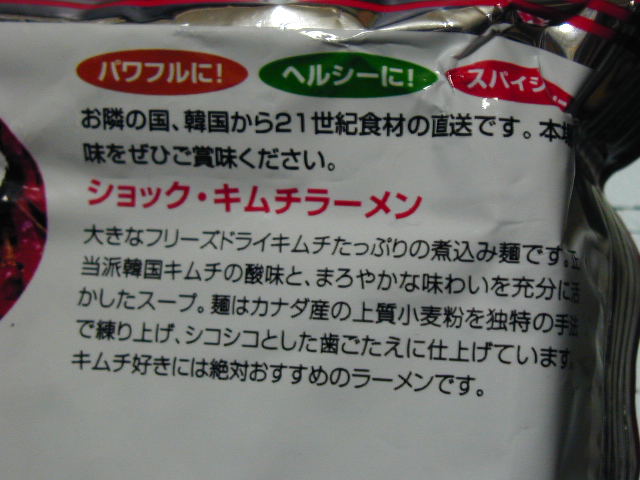 パワフルに! ヘルシーに! スパイシ
お隣の国、韓国から21世紀食材の直送です。本場
味をぜひご賞味ください。
ショック・キムチラーメン
大きなフリーズドライキムチたっぷりの煮込み麺です。正
当派韓国キムチの酸味と、まろやかな味わいを充分に活
かしたスープ。麺はカナダ産の上質小麦粉を独特の手法
で練り上げ、シコシコとした歯ごたえに仕上げています。
キムチ好きには絶対おすすめのラーメンです。